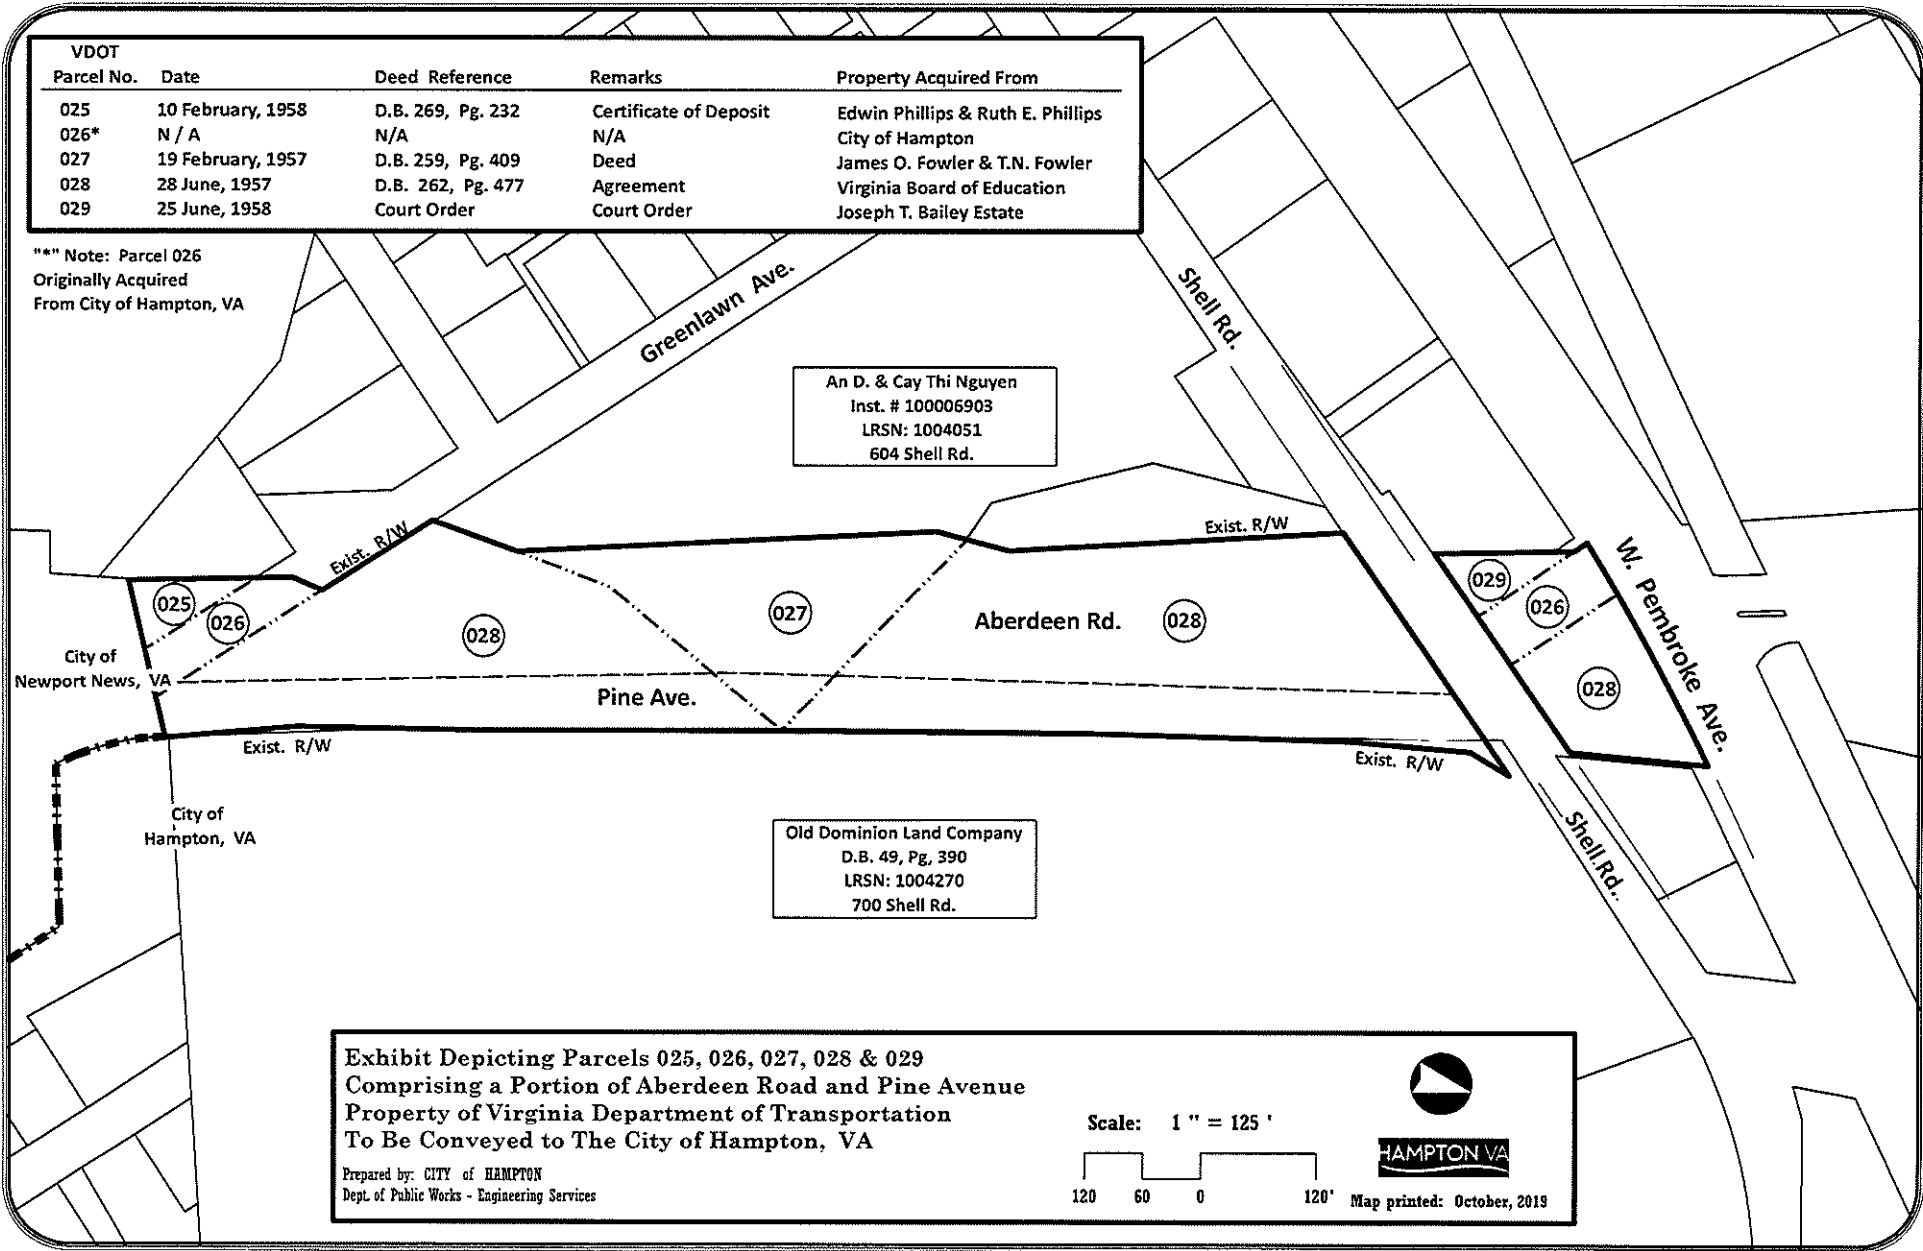 VDOT
Parcel No. Date Deed Reference Remarks Property Acquired From
025 10 February, 1958 D.B. 269, Pg. 232 Certificate of Deposit Edwin Phillips & Ruth E. Phillips
026* N / A N/A N/A City of Hampton
027 19 February, 1957 D.B. 259, Pg. 409 Deed James O. Fowler & T.N. Fowler
028 28 June, 1957 D.B. 262, Pg. 477 Agreement Virginia Board of Education
029 25 June, 1958 Court Order Court Order Joseph T. Bailey Estate
"*" Note: Parcel 026
Originally Acquired
From City of Hampton, VA
Greenlawn Ave.
Shell Rd.
An D. & Cay Thi Nguyen
Inst. # 100006903
LRSN: 1004051
604 Shell Rd.
Exist. R/W
Exist. R/W
W. Pembroke Ave.
025
026
028
027
Aberdeen Rd.
028
029
026
028
City of
Newport News, VA
Pine Ave.
Exist. R/W
Exist. R/W
City of
Hampton, VA
Shell Rd.
Old Dominion Land Company
D.B. 49, Pg, 390
LRSN: 1004270
700 Shell Rd.
Exhibit Depicting Parcels 025, 026, 027, 028 & 029
Comprising a Portion of Aberdeen Road and Pine Avenue
Property of Virginia Department of Transportation
To Be Conveyed to The City of Hampton, VA
Prepared by: CITY of HAMPTON
Dept. of Public Works - Engineering Services
Scale: 1 " = 125 '
120 60 0 120'
HAMPTON VA
Map printed: October, 2019